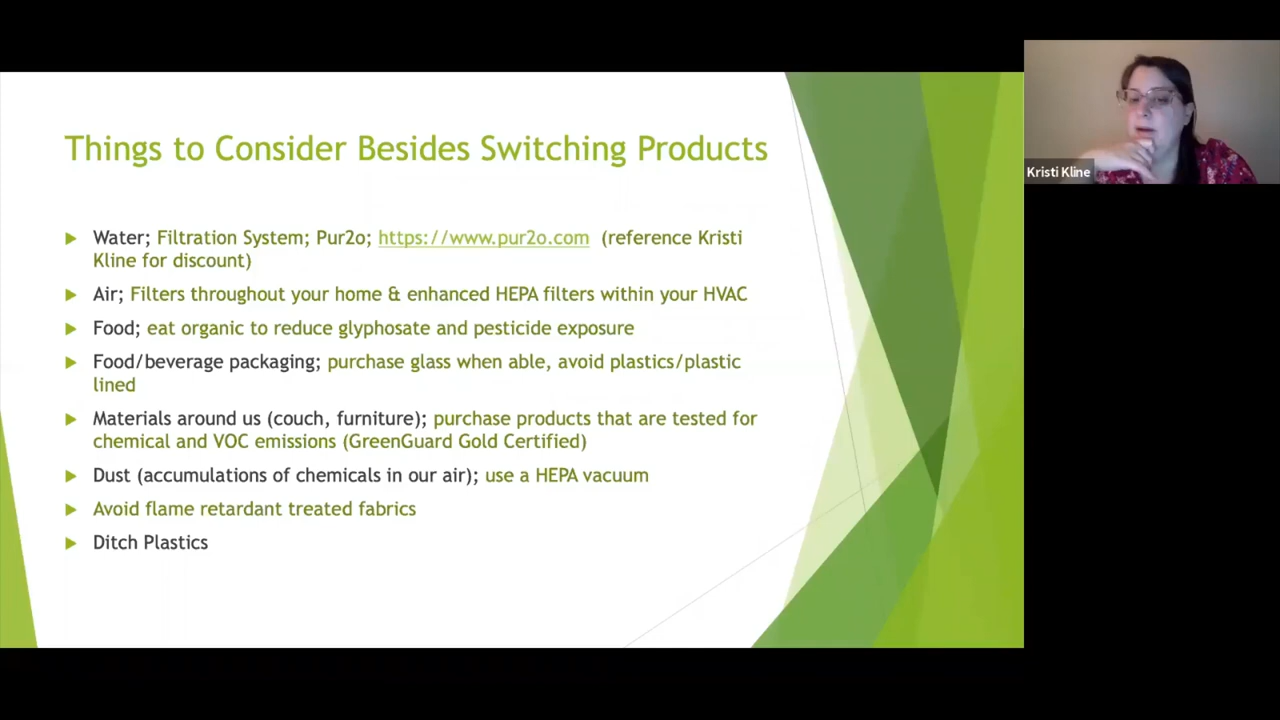 Things to Consider Besides Switching Products
Water; Filtration System; Pur2o; https://www.pur2o.com (reference Kristi
Kline for discount)
Air; Filters throughout your home & enhanced HEPA filters within your HVAC
Food; eat organic to reduce glyphosate and pesticide exposure
Food/beverage packaging; purchase glass when able, avoid plastics/plastic
lined
Materials around us (couch, furniture); purchase products that are tested for
chemical and VOC emissions (GreenGuard Gold Certified)
Dust (accumulations of chemicals in our air); use a HEPA vacuum
Avoid flame retardant treated fabrics
Ditch Plastics
Kristi Kline